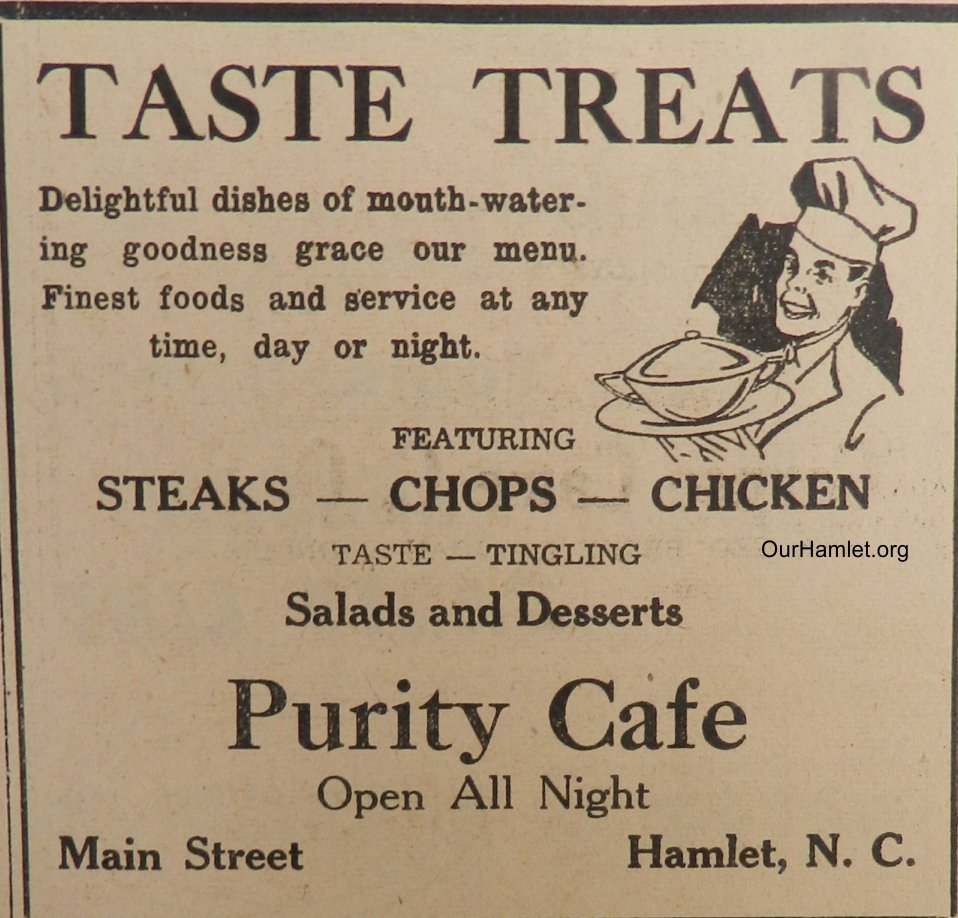 TASTE TREATS
Delightful dishes of mouth-water-
ing goodness grace our menu.
Finest foods and service at any
time, day or night.
FEATURING
STEAKS — CHOPS — CHICKEN
TASTE — TINGLING
OurHamlet.org
Salads and Desserts
Purity Cafe
Open All Night
Main Street Hamlet, N. C.